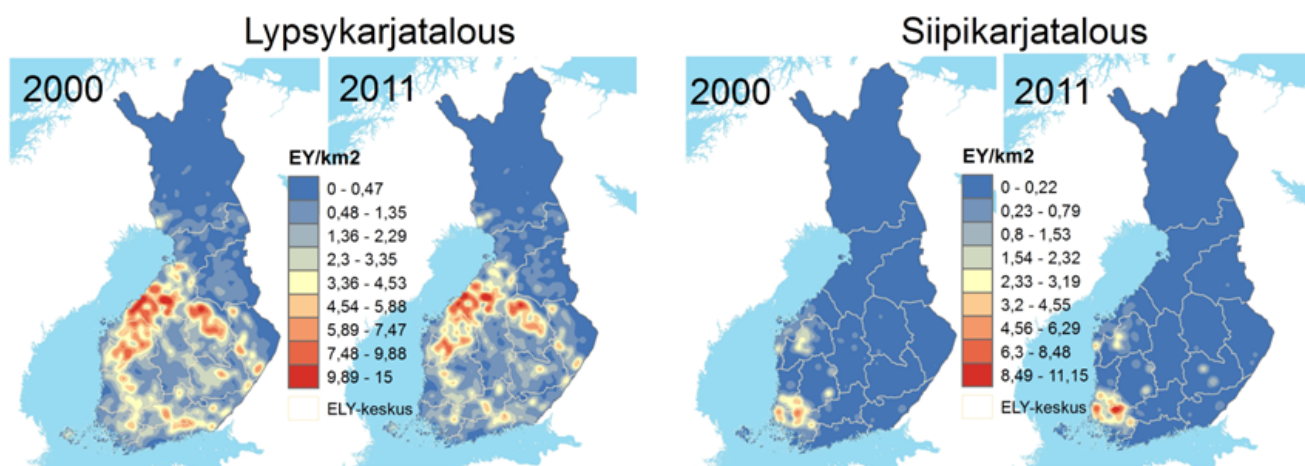 Lypsykarjatalous
2000
2011
EY/km2
0 - 0,47
0,48 - 1,35
1,36 - 2,29
2,3 - 3,35
3,36 - 4,53
4,54 - 5,88
5,89 - 7,47
7,48 - 9,88
9,89 - 15
ELY-keskus
Siipikarjatalous
2000
2011
EY/km2
0 - 0,22
0,23 - 0,79
0,8 - 1,53
1,54 - 2,32
2,33 - 3,19
3,2 - 4,55
4,56 - 6,29
6,3 - 8,48
8,49 - 11,15
ELY-keskus